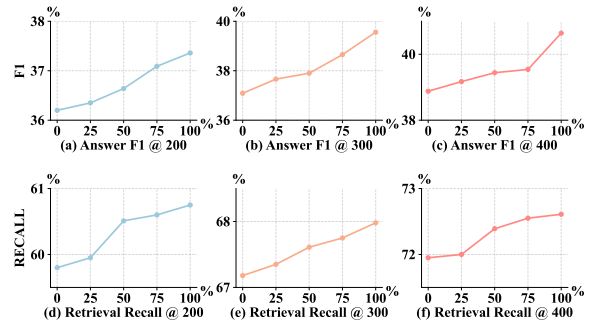 % % %
38 40
37 38 40
36 36 38
F1
0 25 50 75 100 % 0 25 50 75 100 % 0 25 50 75 100 %
(a) Answer F1 @ 200 (b) Answer F1 @ 300 (c) Answer F1 @ 400
% % %
61 73
60 68 72
67
RECALL
0 25 50 75 100 % 0 25 50 75 100 % 0 25 50 75 100 %
(d) Retrieval Recall @ 200 (e) Retrieval Recall @ 300 (f) Retrieval Recall @ 400